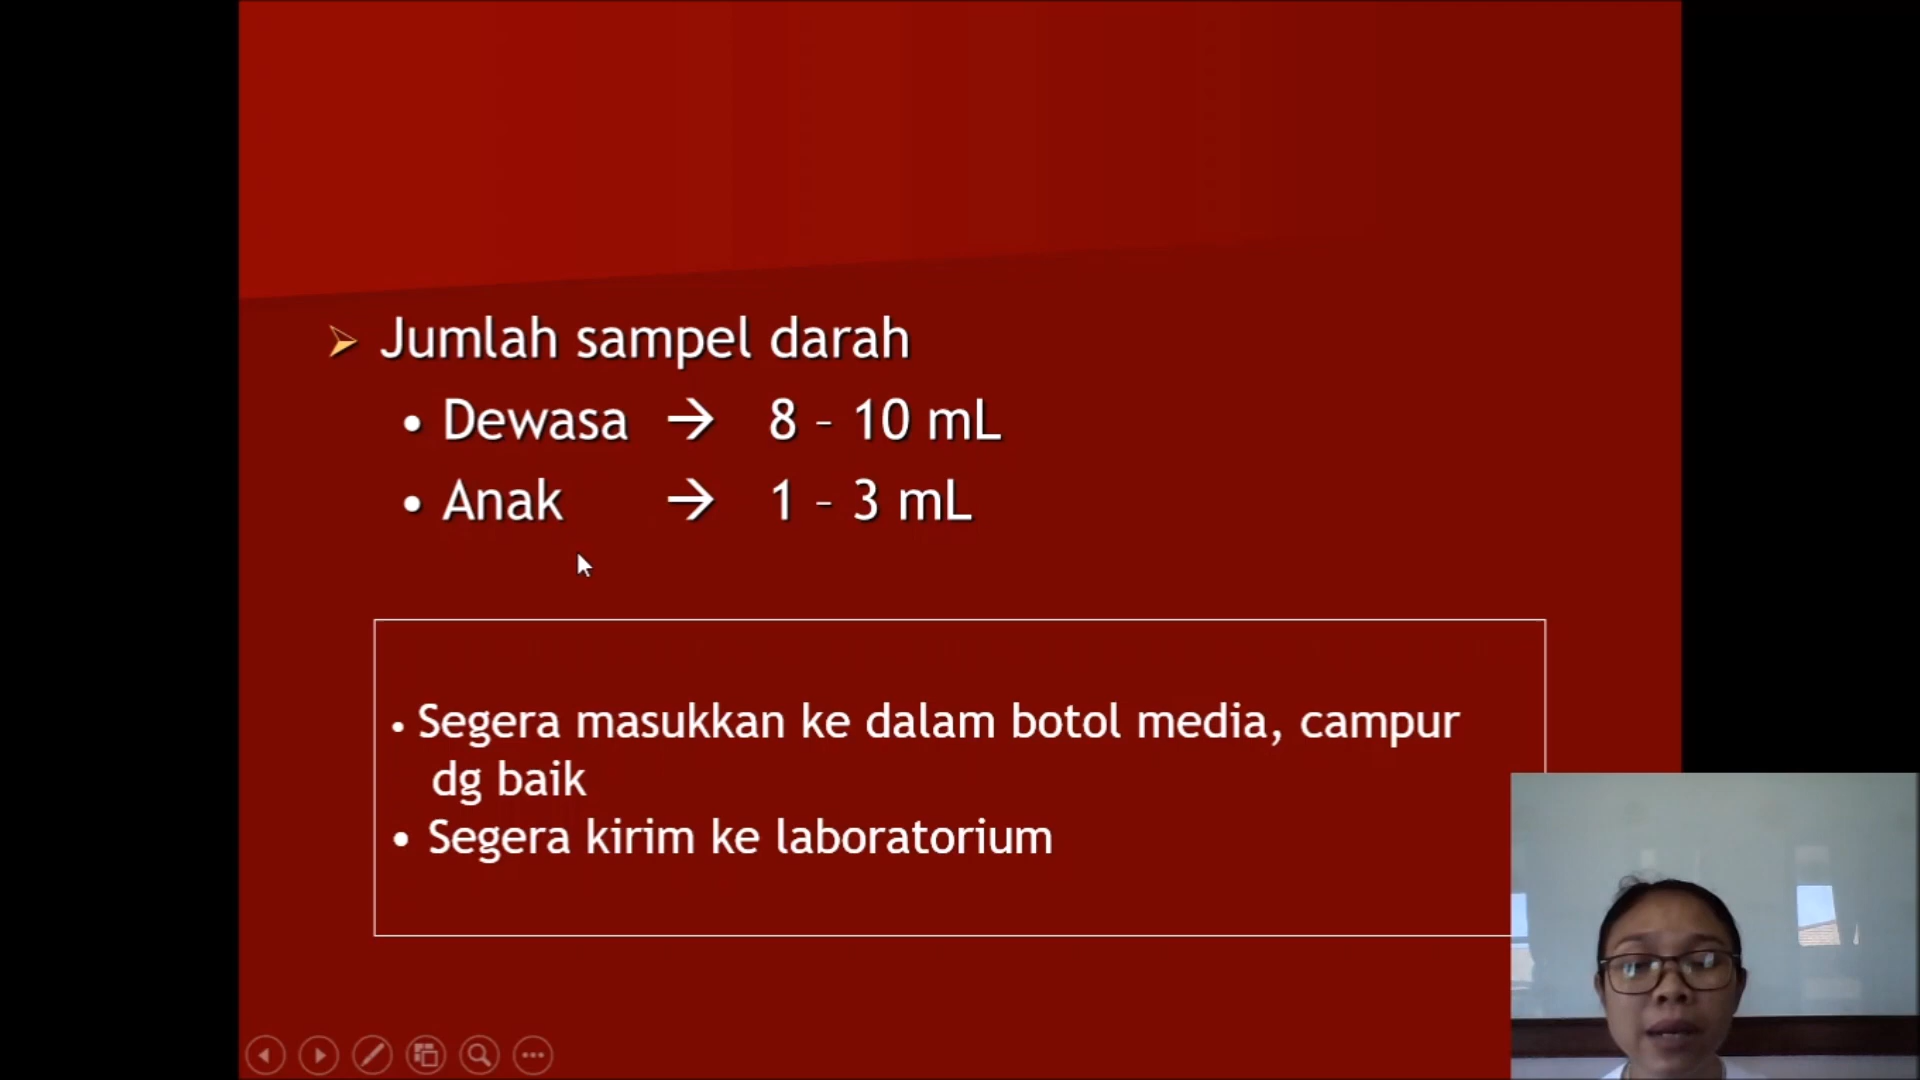 Jumlah sampel darah
• Dewasa → 8 – 10 mL
• Anak → 1 – 3 mL
• Segera masukkan ke dalam botol media, campur
dg baik
• Segera kirim ke laboratorium